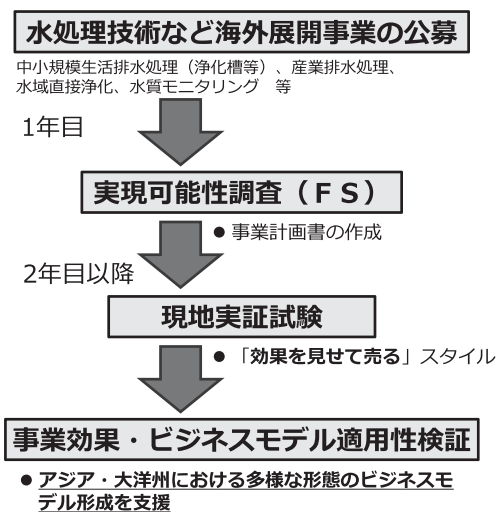 水処理技術など海外展開事業の公募
中小規模生活排水処理（浄化槽等）、産業排水処理、
水域直接浄化、水質モニタリング　等
1年目
実現可能性調査（ＦＳ）
● 事業計画書の作成
2年目以降
現地実証試験
● 「効果を見せて売る」スタイル
事業効果・ビジネスモデル適用性検証
● アジア・大洋州における多様な形態のビジネスモ
デル形成を支援